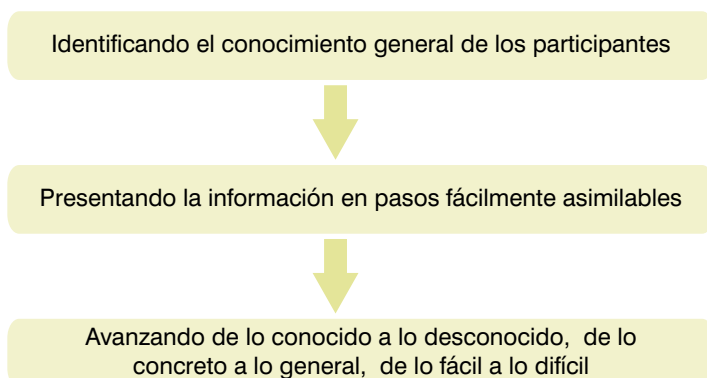 Identificando el conocimiento general de los participantes
Presentando la información en pasos fácilmente asimilables
Avanzando de lo conocido a lo desconocido, de lo
concreto a lo general, de lo fácil a lo difícil